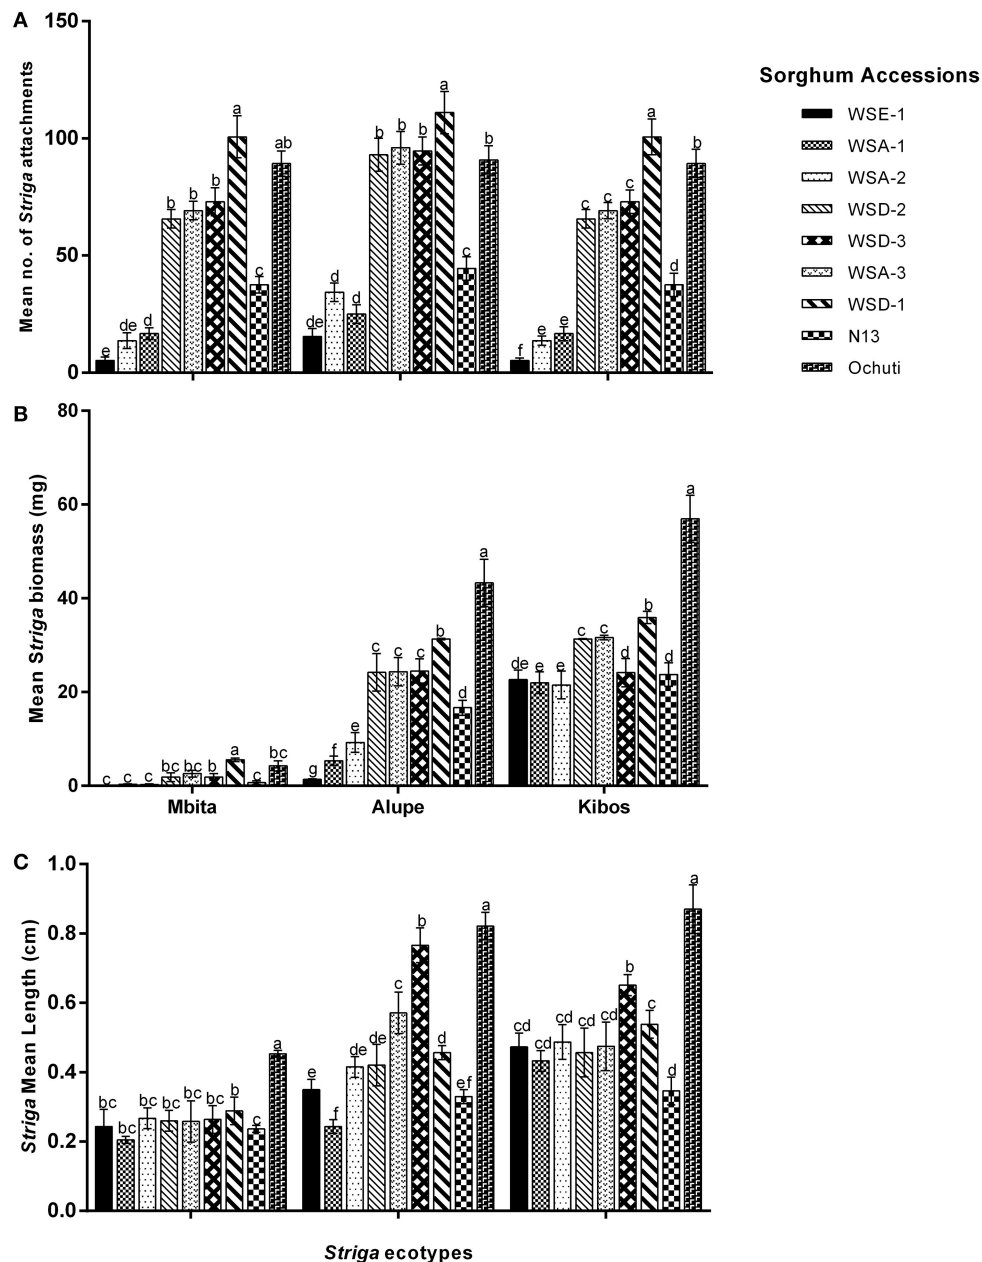 A
150
100
50
0
Mean no. of Striga attachments
e de d b b b a c ab
de d d b b b a c b
f e e c c c a d b
Sorghum Accessions
WSE-1
WSA-1
WSA-2
WSD-2
WSD-3
WSA-3
WSD-1
N13
Ochuti
B
80
60
40
20
0
Mean Striga biomass (mg)
c c c bc bc b a c bc
g f e c c c b d a
de e e c c d b d a
Mbita Alupe Kibos
C
1.0
0.8
0.6
0.4
0.2
0.0
Striga Mean Length (cm)
bc bc bc bc bc bc b c a
e f de de c b d ef a
cd cd cd cd cd b c d a
Striga ecotypes